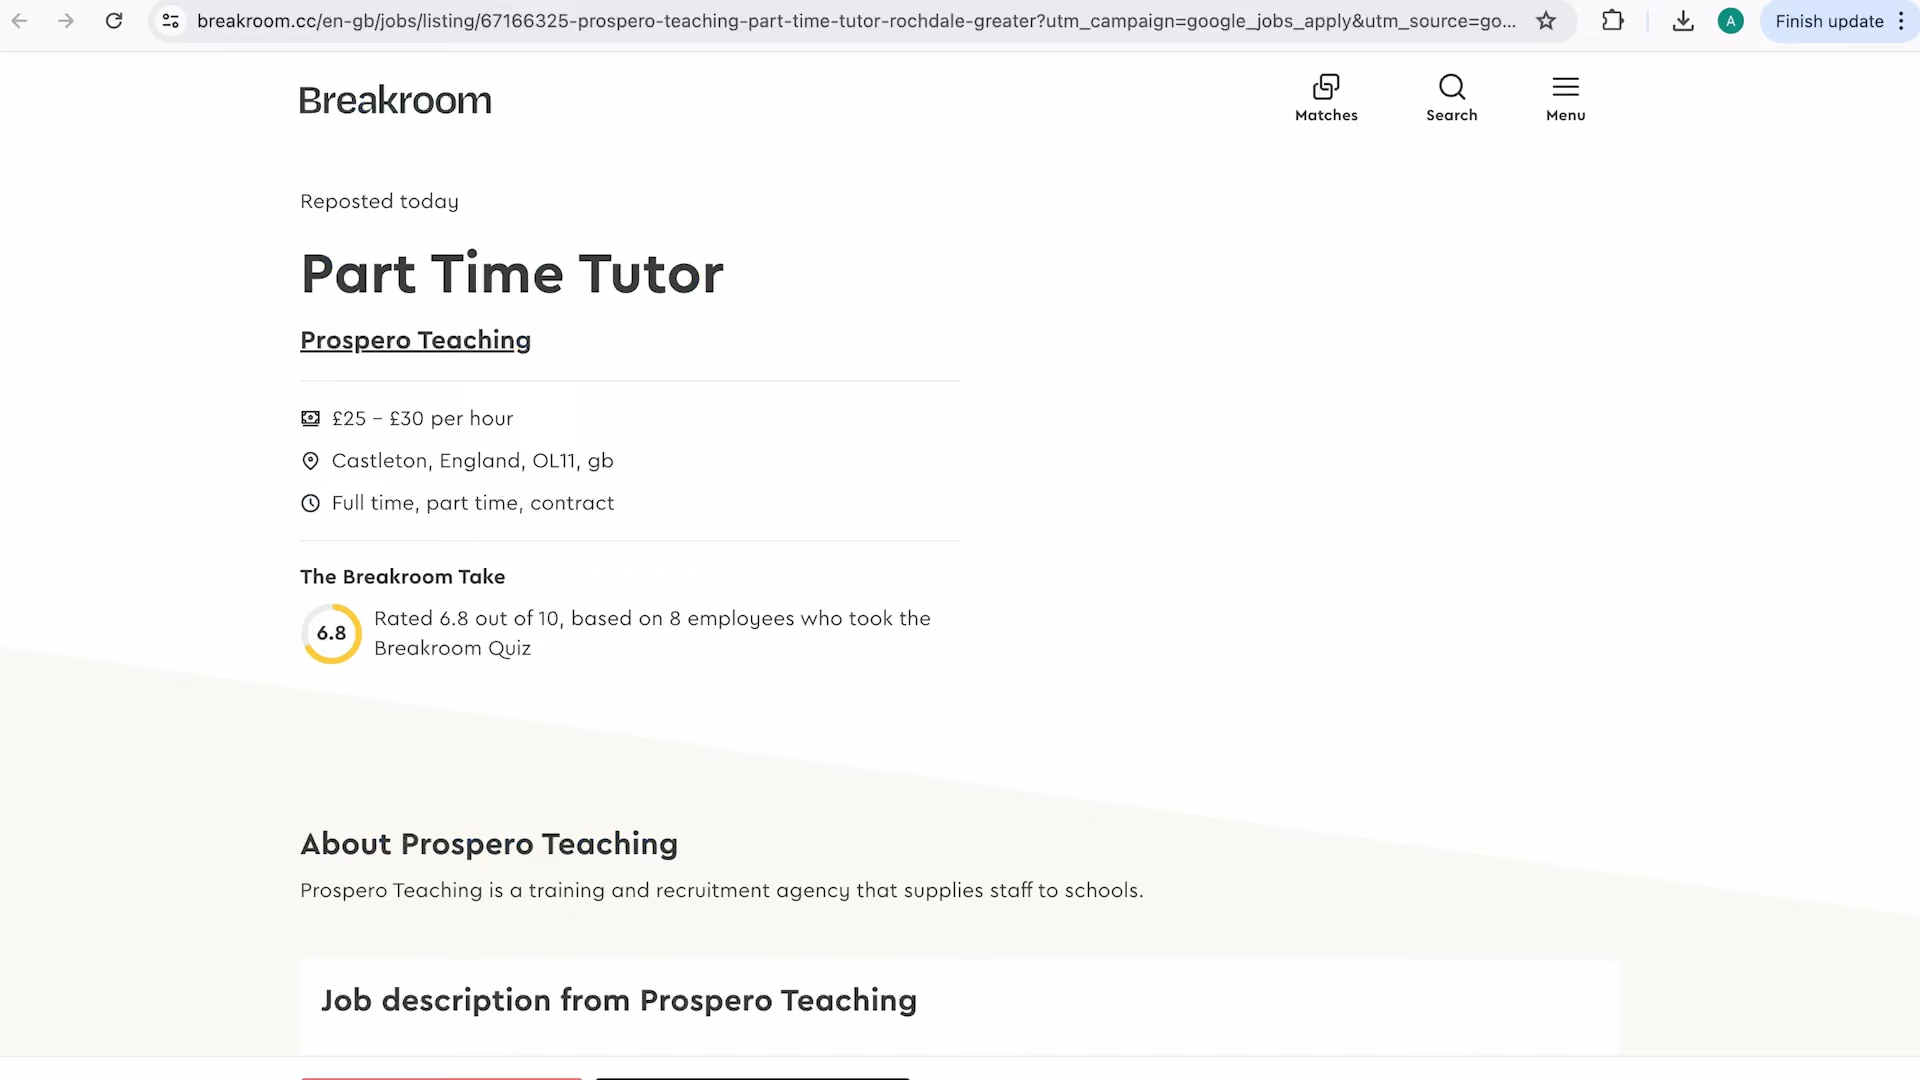 breakroom.cc/en-gb/jobs/listing/67166325-prospero-teaching-part-time-tutor-rochdale-greater?utm_campaign=google_jobs_apply&utm_source=go...
A
Finish update
Breakroom
Matches
Search
Menu
Reposted today
Part Time Tutor
Prospero Teaching
£25 – £30 per hour
Castleton, England, OL11, gb
Full time, part time, contract
The Breakroom Take
6.8
Rated 6.8 out of 10, based on 8 employees who took the
Breakroom Quiz
About Prospero Teaching
Prospero Teaching is a training and recruitment agency that supplies staff to schools.
Job description from Prospero Teaching